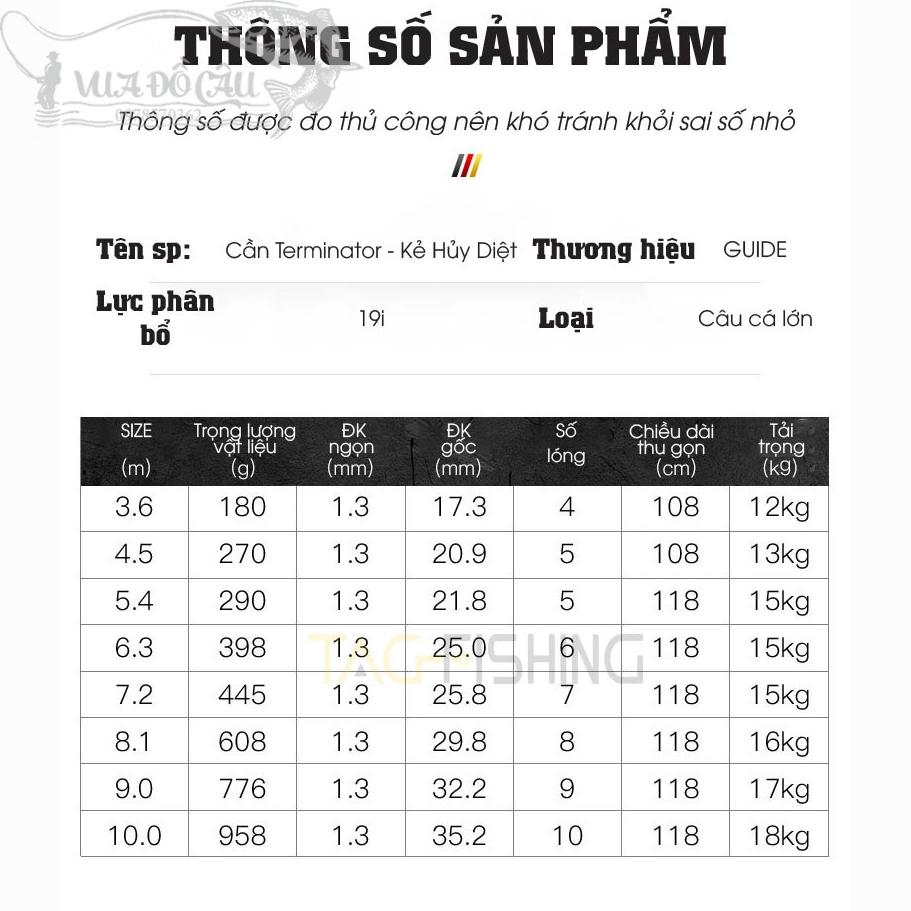 THÔNG SỐ SẢN PHẨM
VUA ĐỒ CÂU
Thông số được đo thủ công nên khó tránh khỏi sai số nhỏ
Tên sp: Cần Terminator - Kẻ Hủy Diệt Thương hiệu GUIDE
Lực phân bổ 19i Loại Câu cá lớn
SIZE (m) Trọng lượng vật liệu (g) ĐK ngọn (mm) ĐK gốc (mm) Số lóng Chiều dài thu gọn (cm) Tải trọng (kg)
3.6 180 1.3 17.3 4 108 12kg
4.5 270 1.3 20.9 5 108 13kg
5.4 290 1.3 21.8 5 118 15kg
6.3 398 1.3 25.0 6 118 15kg
TAG-FISHING
7.2 445 1.3 25.8 7 118 15kg
8.1 608 1.3 29.8 8 118 16kg
9.0 776 1.3 32.2 9 118 17kg
10.0 958 1.3 35.2 10 118 18kg